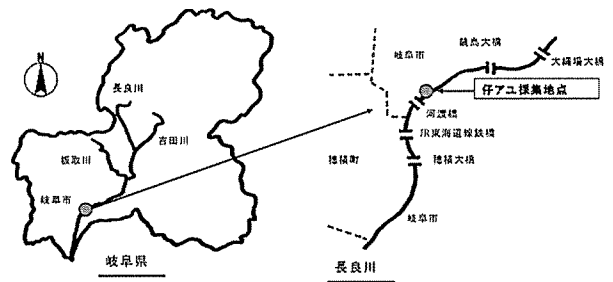 N
長良川
吉田川
板取川
岐阜市
岐阜県
岐阜市
鏡島大橋
大縄場大橋
仔アユ採集地点
河渡橋
JR東海道線鉄橋
穂積町
穂積大橋
岐阜市
長良川